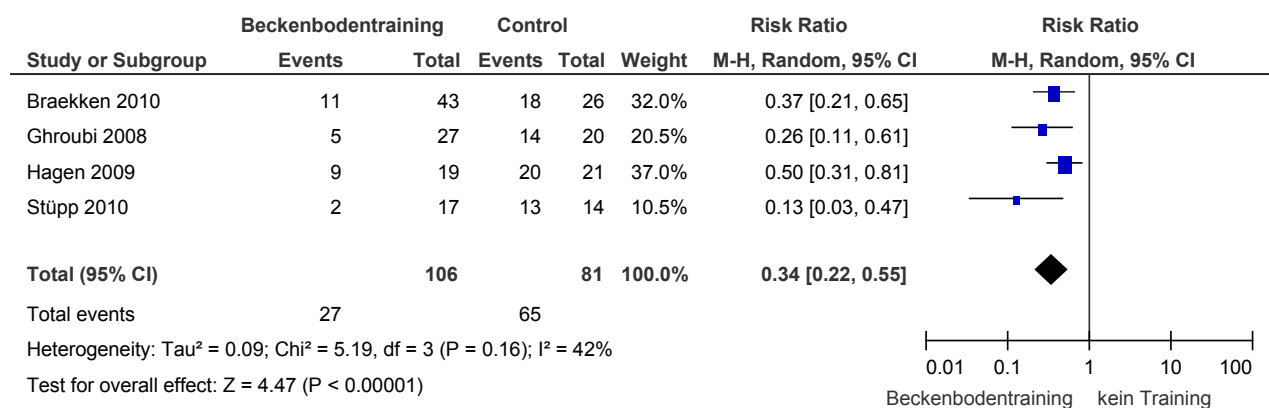 Beckenbodentraining Control Risk Ratio Risk Ratio
Study or Subgroup Events Total Events Total Weight M-H, Random, 95% CI M-H, Random, 95% CI
Braekken 2010 11 43 18 26 32.0% 0.37 [0.21, 0.65]
Ghroubi 2008 5 27 14 20 20.5% 0.26 [0.11, 0.61]
Hagen 2009 9 19 20 21 37.0% 0.50 [0.31, 0.81]
Stüpp 2010 2 17 13 14 10.5% 0.13 [0.03, 0.47]
Total (95% CI) 106 81 100.0% 0.34 [0.22, 0.55]
Total events 27 65
Heterogeneity: Tau² = 0.09; Chi² = 5.19, df = 3 (P = 0.16); I² = 42%
Test for overall effect: Z = 4.47 (P < 0.00001)
0.01 0.1 1 10 100
Beckenbodentraining kein Training